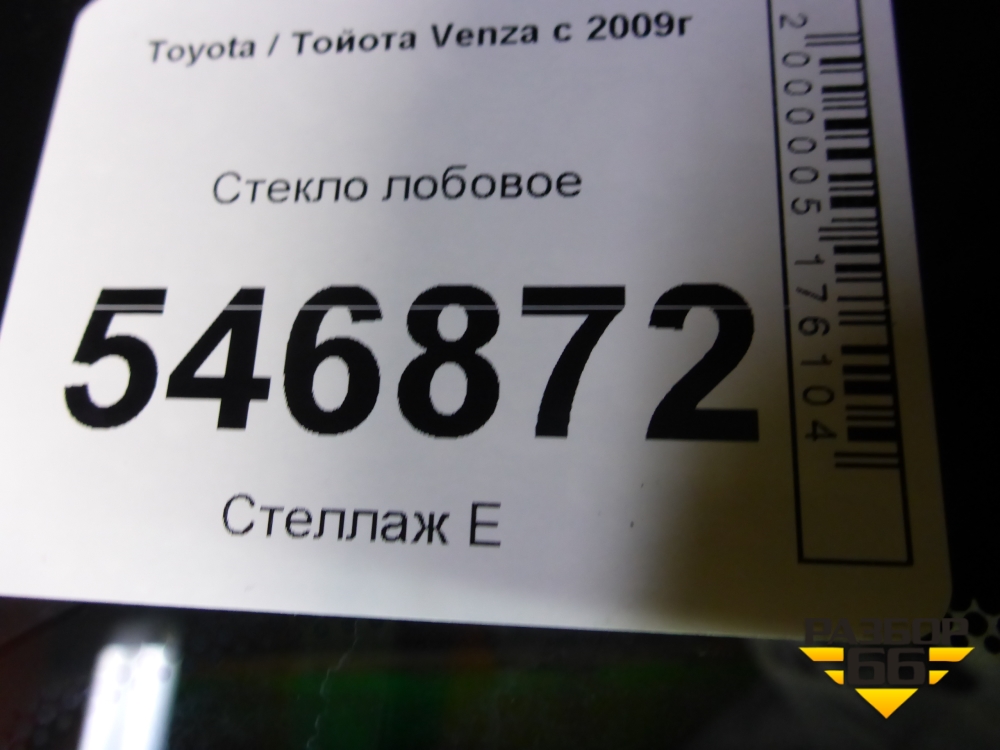 Toyota / Тойота Venza с 2009г
Стекло лобовое
546872
Стеллаж Е
2000005176104
РАЗБОР
66